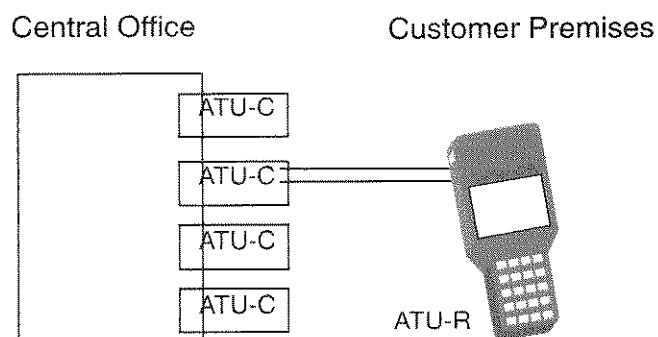 Central Office
Customer Premises
ATU-C
ATU-C
ATU-C
ATU-C
ATU-R